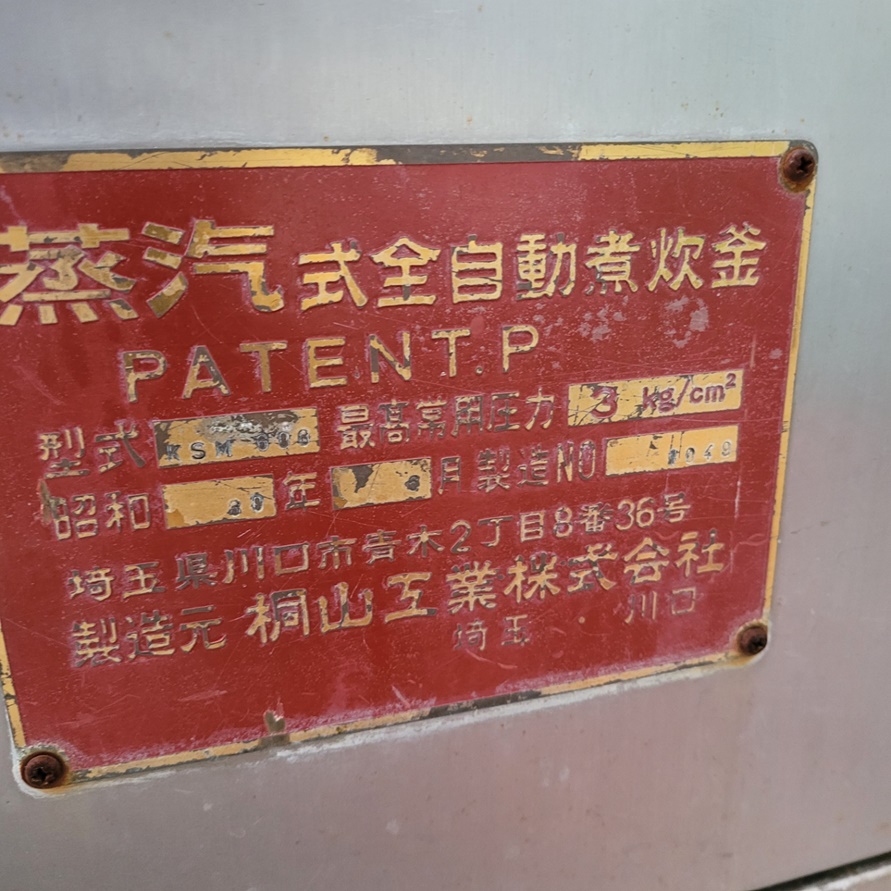 蒸汽式全自動煮炊釜
PATENT.P
型式 最高常用圧力 3 kg/cm²
昭和 年 月 製造NO
埼玉県川口市青木2丁目8番36号
製造元 桐山工業株式会社
埼玉・川口